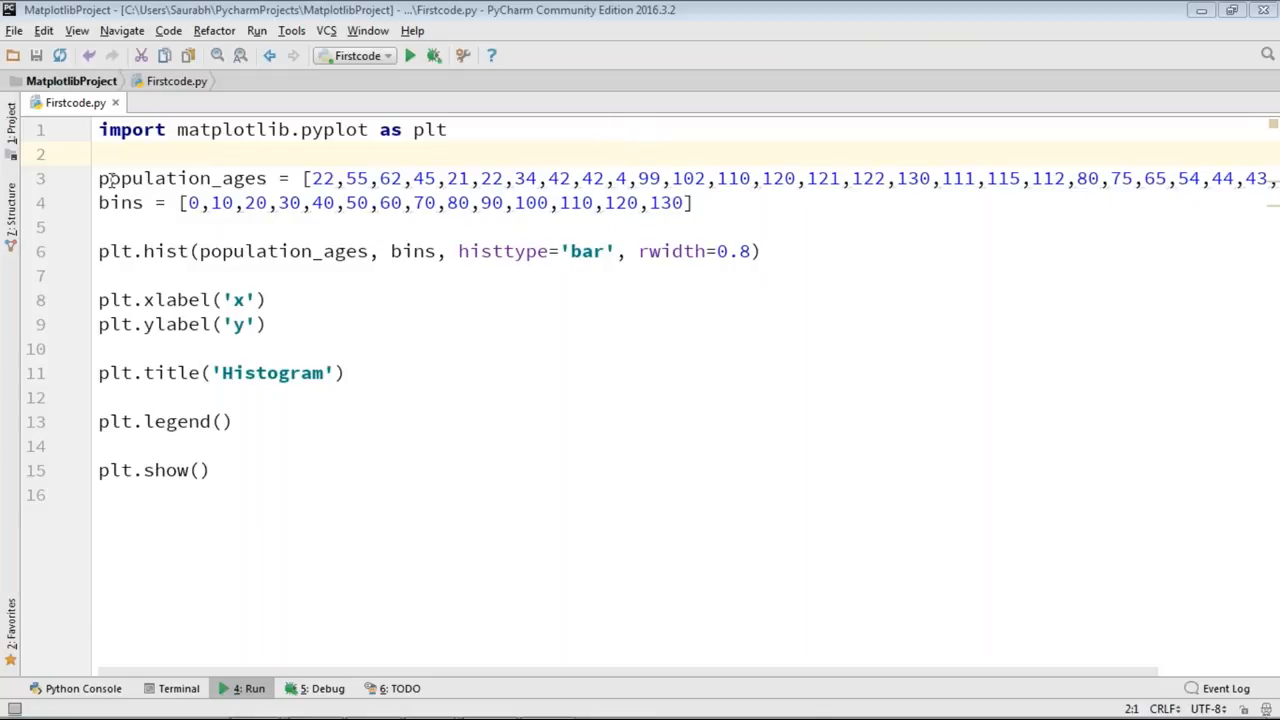 MatplotlibProject - [C:\Users\Saurabh\PycharmProjects\MatplotlibProject] - ...\Firstcode.py - PyCharm Community Edition 2016.3.2
File Edit View Navigate Code Refactor Run Tools VCS Window Help
Firstcode
MatplotlibProject Firstcode.py
Firstcode.py
1: Project
7: Structure
2: Favorites
1 import matplotlib.pyplot as plt
2
3 population_ages = [22,55,62,45,21,22,34,42,42,4,99,102,110,120,121,122,130,111,115,112,80,75,65,54,44,43,
4 bins = [0,10,20,30,40,50,60,70,80,90,100,110,120,130]
5
6 plt.hist(population_ages, bins, histtype='bar', rwidth=0.8)
7
8 plt.xlabel('x')
9 plt.ylabel('y')
10
11 plt.title('Histogram')
12
13 plt.legend()
14
15 plt.show()
16
Python Console Terminal 4: Run 5: Debug 6: TODO Event Log
2:1 CRLF÷ UTF-8÷